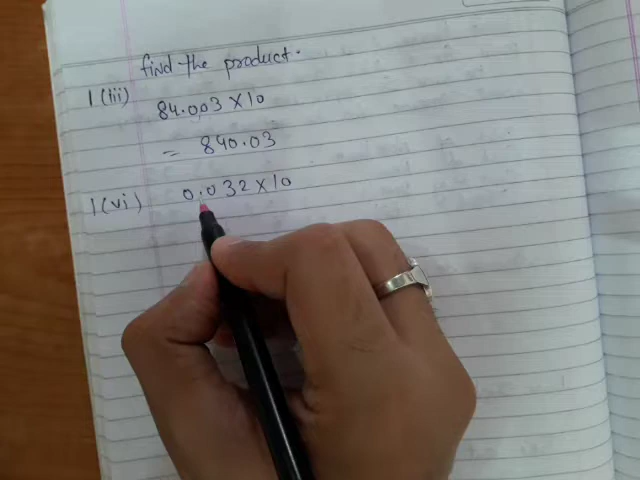 find the product.
1(iii) 84.003 × 10
= 840.03
1(vi) 0.032 × 10